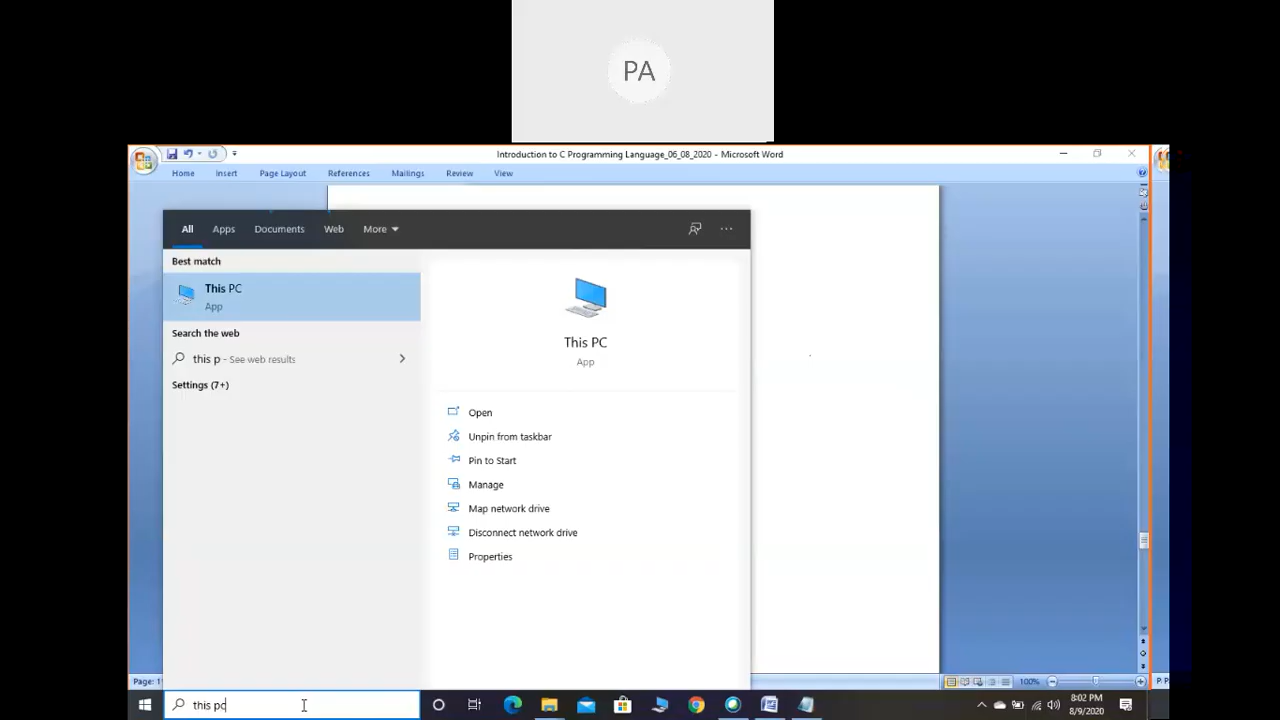 PA
Introduction to C Programming Language_06_08_2020 - Microsoft Word
Home Insert Page Layout References Mailings Review View
All Apps Documents Web More
Best match
This PC
App
Search the web
this p - See web results
Settings (7+)
This PC
App
Open
Unpin from taskbar
Pin to Start
Manage
Map network drive
Disconnect network drive
Properties
100%
this pc
8:02 PM
8/9/2020